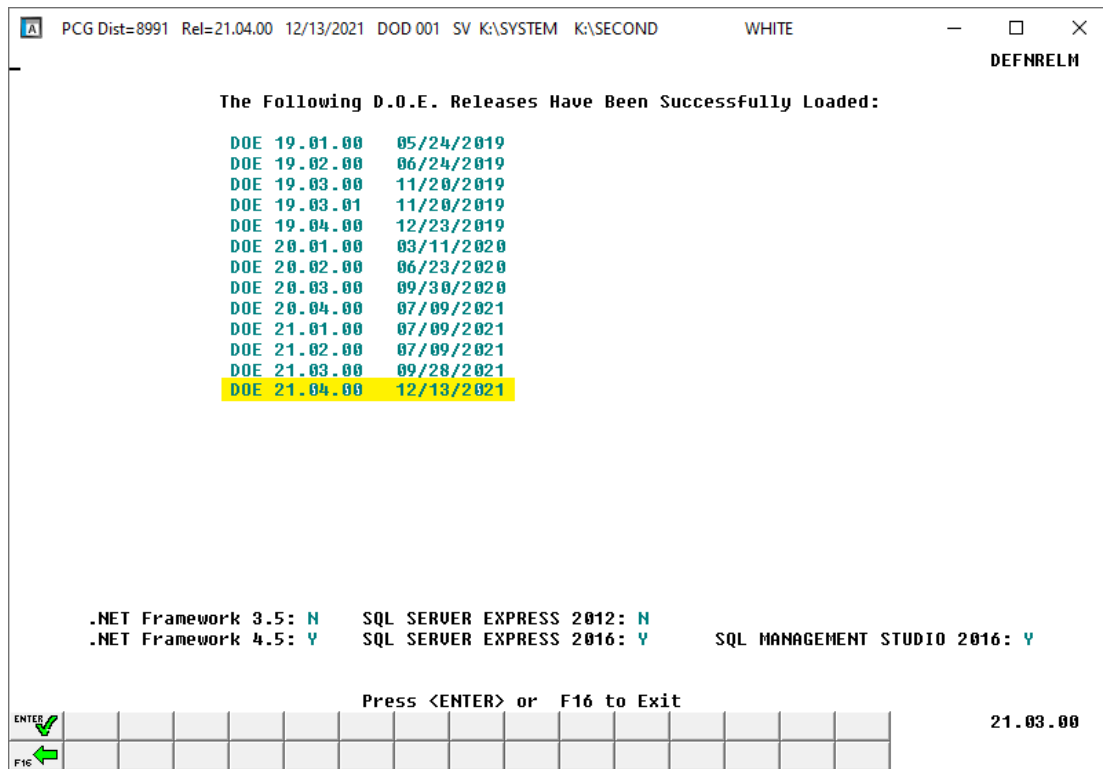 A PCG Dist=8991 Rel=21.04.00 12/13/2021 DOD 001 SV K:\SYSTEM K:\SECOND WHITE
DEFNRELM
The Following D.O.E. Releases Have Been Successfully Loaded:
DOE 19.01.00 05/24/2019
DOE 19.02.00 06/24/2019
DOE 19.03.00 11/20/2019
DOE 19.03.01 11/20/2019
DOE 19.04.00 12/23/2019
DOE 20.01.00 03/11/2020
DOE 20.02.00 06/23/2020
DOE 20.03.00 09/30/2020
DOE 20.04.00 07/09/2021
DOE 21.01.00 07/09/2021
DOE 21.02.00 07/09/2021
DOE 21.03.00 09/28/2021
DOE 21.04.00 12/13/2021
.NET Framework 3.5: N SQL SERVER EXPRESS 2012: N
.NET Framework 4.5: Y SQL SERVER EXPRESS 2016: Y SQL MANAGEMENT STUDIO 2016: Y
Press <ENTER> or F16 to Exit
ENTER
21.03.00
F16